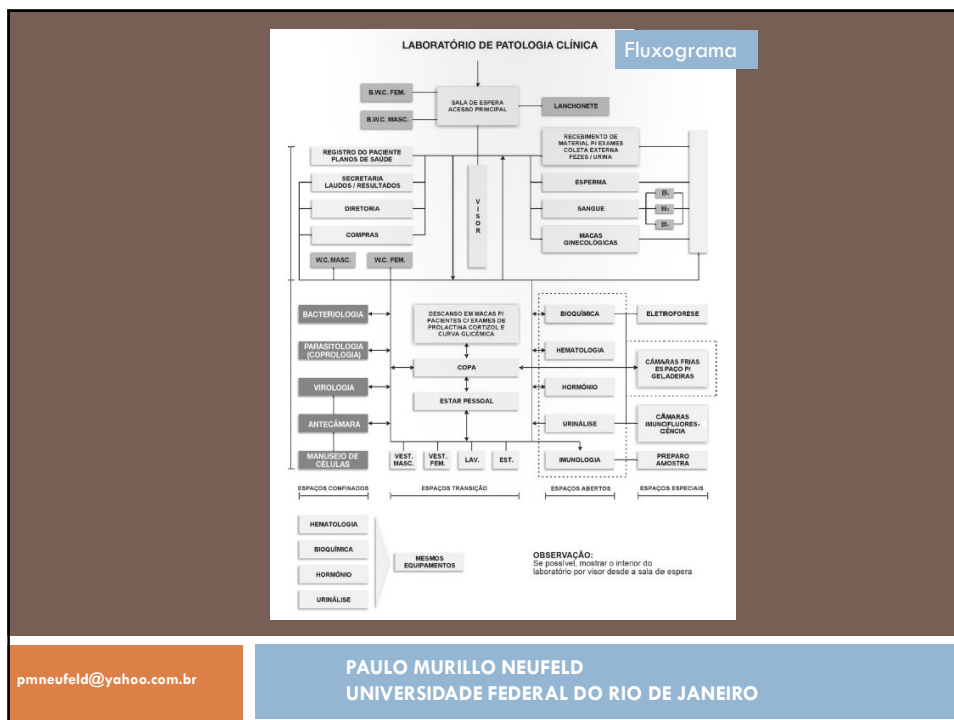 LABORATÓRIO DE PATOLOGIA CLÍNICA
Fluxograma
B.W.C. FEM.
B.W.C. MASC.
SALA DE ESPERA
ACESSO PRINCIPAL
LANCHONETE
REGISTRO DO PACIENTE
PLANOS DE SAÚDE
SECRETARIA
LAUDOS / RESULTADOS
DIRETORIA
COMPRAS
W.C. MASC.
W.C. FEM.
V
I
S
O
R
RECEBIMENTO DE
MATERIAL P/ EXAMES
COLETA EXTERNA
FEZES / URINA
ESPERMA
SANGUE
MACAS
GINECOLÓGICAS
B.
B.
B.
BACTERIOLOGIA
PARASITOLOGIA
(COPROLOGIA)
VIROLOGIA
ANTECÂMARA
MANUSEIO DE
CÉLULAS
DESCANSO EM MACAS P/
PACIENTES C/ EXAMES DE
PROLACTINA CORTIZOL E
CURVA GLICÊMICA
COPA
ESTAR PESSOAL
VEST.
MASC.
VEST.
FEM.
LAV.
EST.
BIOQUÍMICA
HEMATOLOGIA
HORMÔNIO
URINÁLISE
IMUNOLOGIA
ELETROFORESE
CÂMARAS FRIAS
ESPAÇO P/
GELADEIRAS
CÂMARAS
IMUNOFLUORES-
CÊNCIA
PREPARO
AMOSTRA
ESPAÇOS CONFINADOS
ESPAÇOS TRANSIÇÃO
ESPAÇOS ABERTOS
ESPAÇOS ESPECIAIS
HEMATOLOGIA
BIOQUÍMICA
HORMÔNIO
URINÁLISE
MESMOS
EQUIPAMENTOS
OBSERVAÇÃO:
Se possível, mostrar o interior do
laboratório por visor desde a sala de espera
pmneufeld@yahoo.com.br
PAULO MURILLO NEUFELD
UNIVERSIDADE FEDERAL DO RIO DE JANEIRO